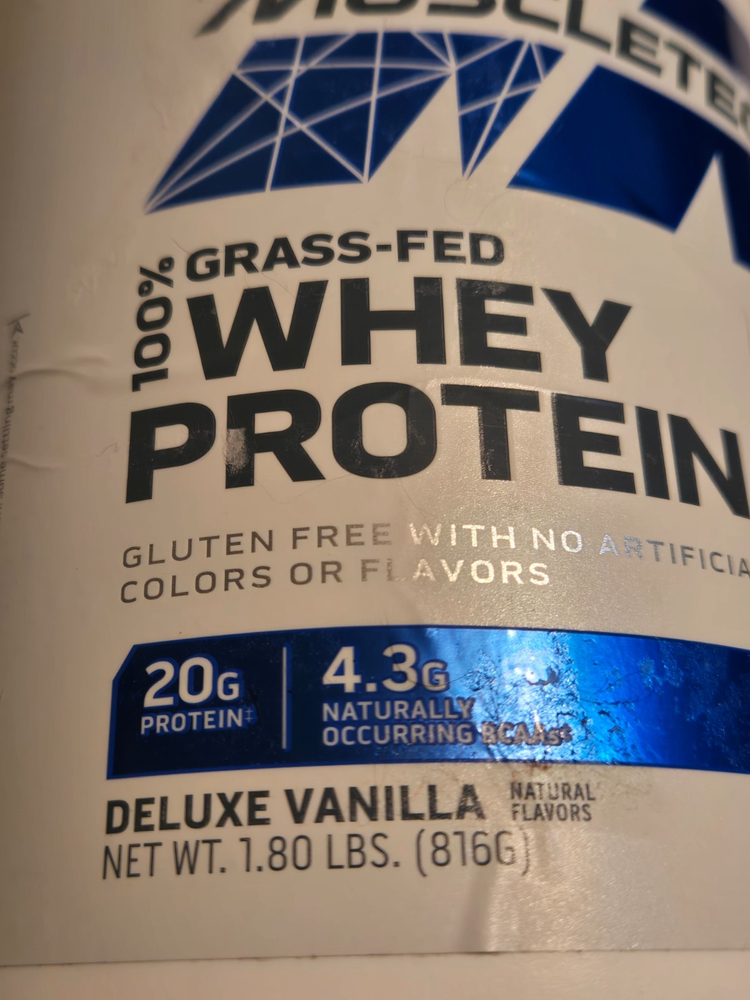 MUSCLETE
100%
GRASS-FED
WHEY
PROTEIN
GLUTEN FREE WITH NO ARTIFICIA
COLORS OR FLAVORS
20G
PROTEIN‡
4.3G
NATURALLY
OCCURRING BCAAs‡
DELUXE VANILLA
NATURAL
FLAVORS
NET WT. 1.80 LBS. (816G)